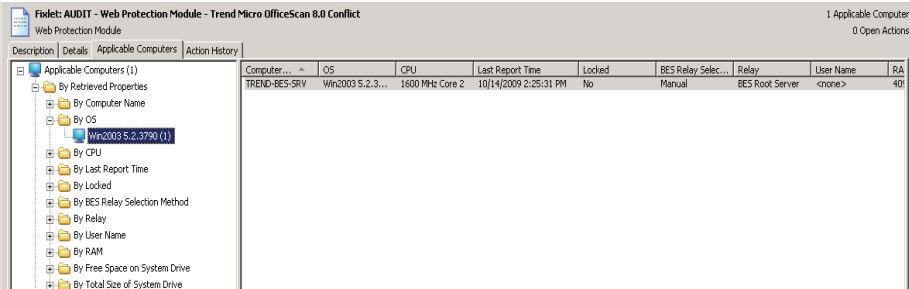 Fixlet: AUDIT - Web Protection Module - Trend Micro OfficeScan 8.0 Conflict 1 Applicable Computer
Web Protection Module 0 Open Actions
Description Details Applicable Computers Action History
Applicable Computers (1)
By Retrieved Properties
By Computer Name
By OS
Win2003 5.2.3790 (1)
By CPU
By Last Report Time
By Locked
By BES Relay Selection Method
By Relay
By User Name
By RAM
By Free Space on System Drive
By Total Size of System Drive
Computer... OS CPU Last Report Time Locked BES Relay Selec... Relay User Name RA
TREND-BES-SRV Win2003 5.2.3... 1600 MHz Core 2 10/14/2009 2:25:31 PM No Manual BES Root Server <none> 409